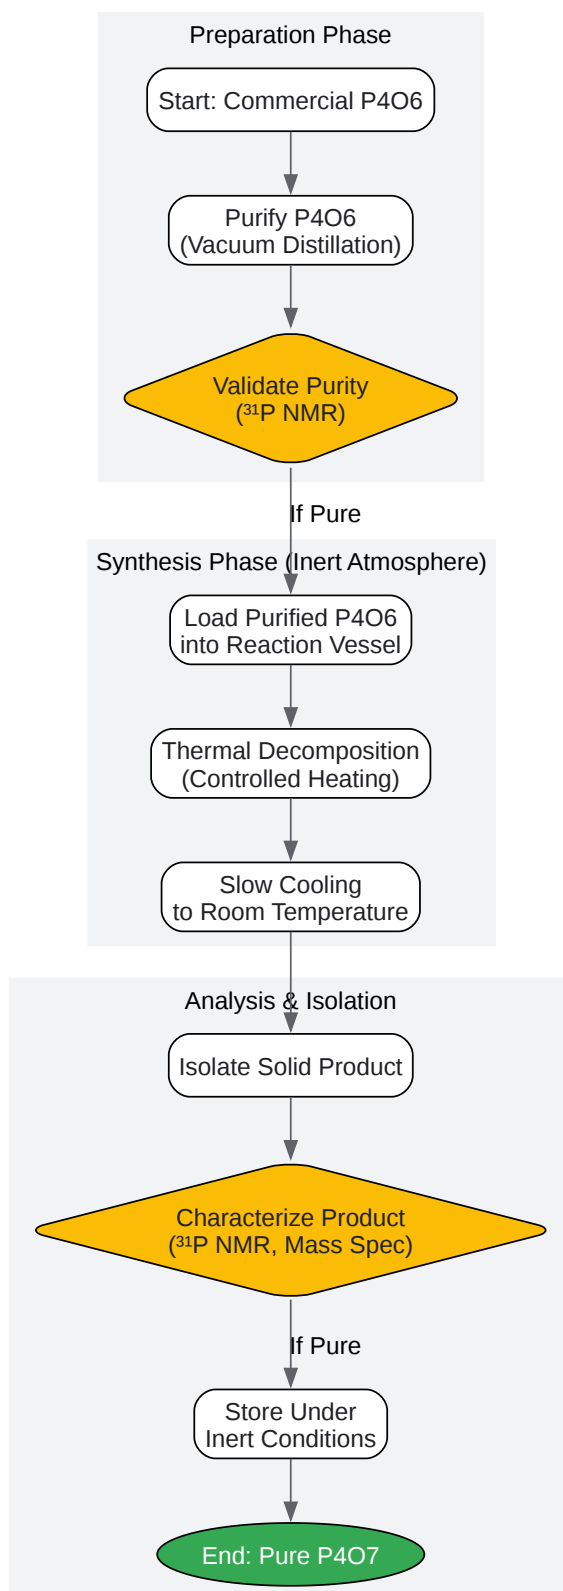 Preparation Phase
Start: Commercial P4O6
Purify P4O6
(Vacuum Distillation)
Validate Purity
(³¹P NMR)
If Pure
Synthesis Phase (Inert Atmosphere)
Load Purified P4O6
into Reaction Vessel
Thermal Decomposition
(Controlled Heating)
Slow Cooling
to Room Temperature
Analysis & Isolation
Isolate Solid Product
Characterize Product
(³¹P NMR, Mass Spec)
If Pure
Store Under
Inert Conditions
End: Pure P4O7